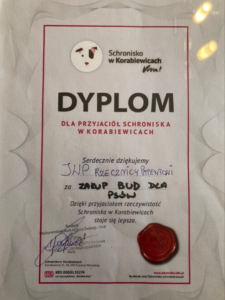 Schronisko
w Korabiewicach
Viva!
DYPLOM
DLA PRZYJACIÓŁ SCHRONISKA
W KORABIEWICACH
Serdecznie dziękujemy
JWP RZECZNICY PATENTOWI
za ZAKUP BUD DLA
PSÓW
Dzięki przyjaciołom rzeczywistość
Schroniska w Korabiewicach
staje się lepsza.